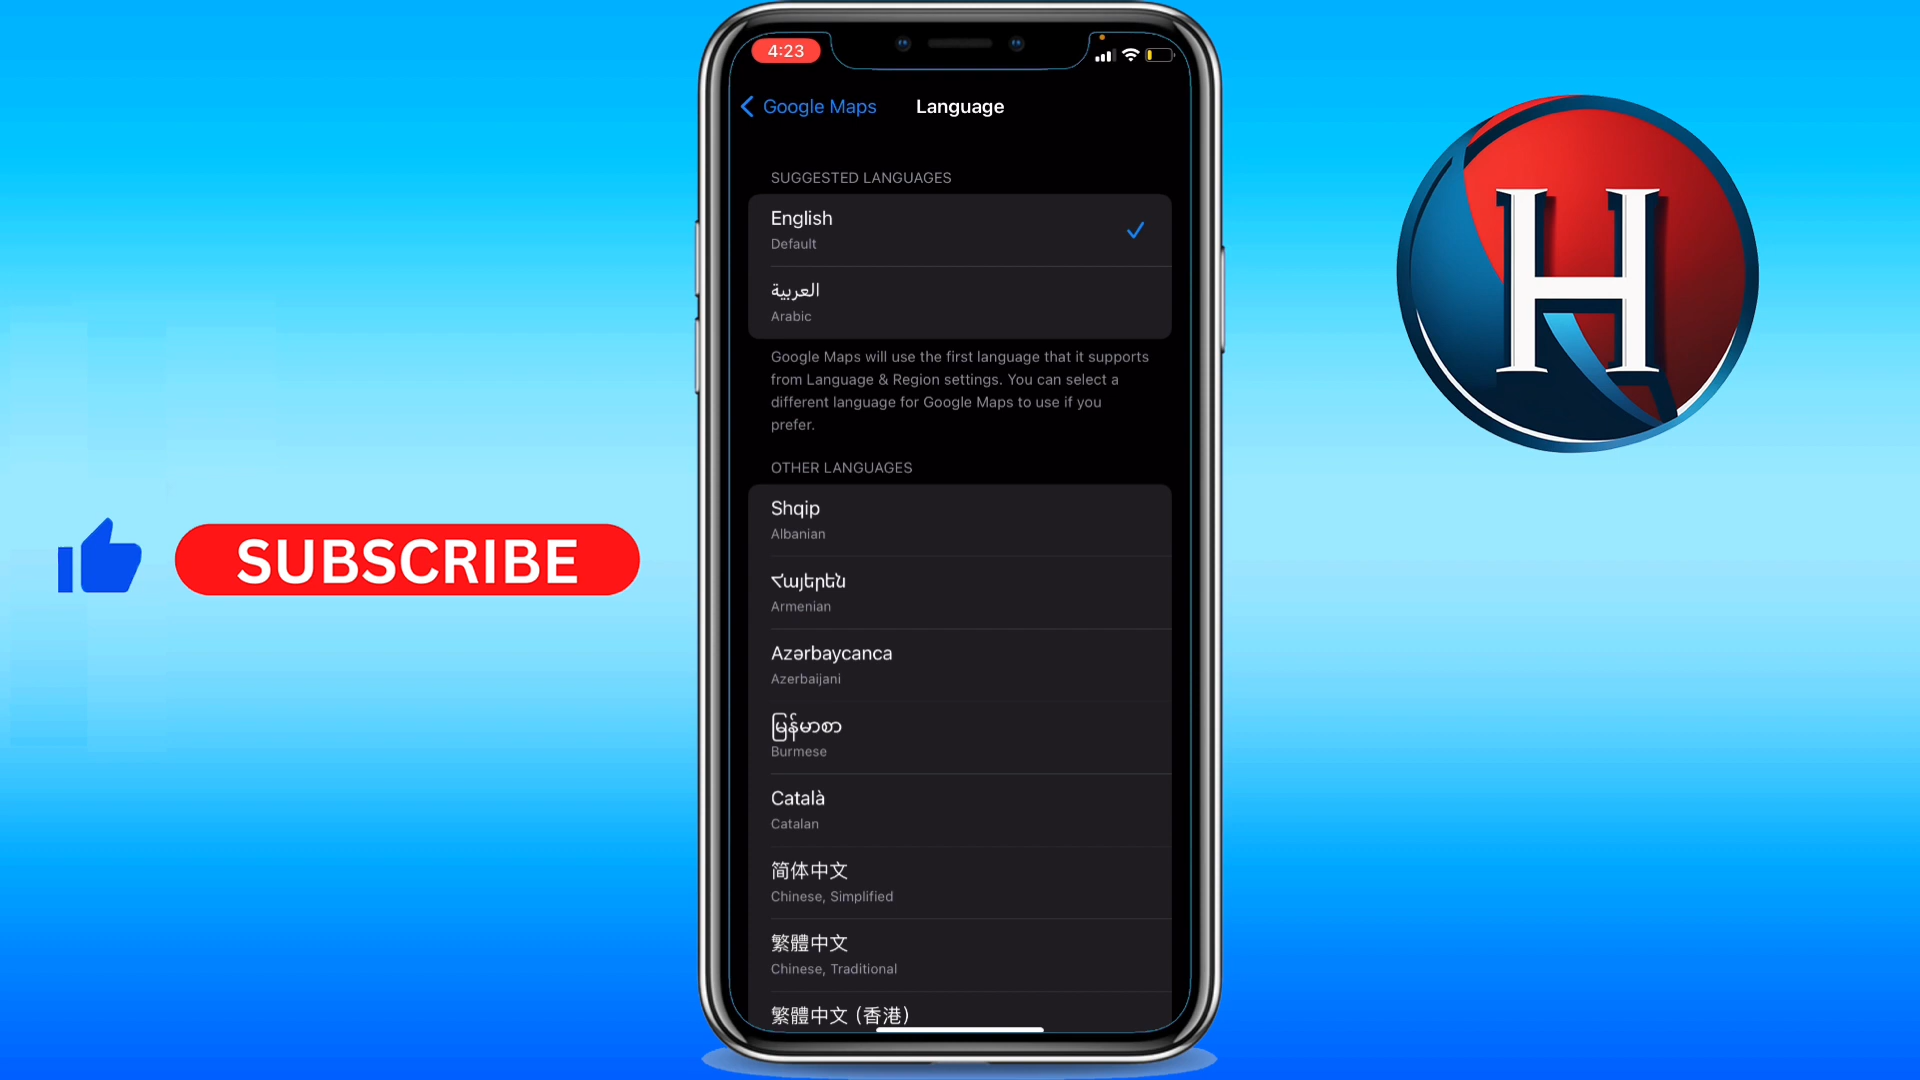 4:23
Google Maps
Language
SUGGESTED LANGUAGES
English
Default
العربية
Arabic
Google Maps will use the first language that it supports
from Language & Region settings. You can select a
different language for Google Maps to use if you
prefer.
OTHER LANGUAGES
Shqip
Albanian
Հայերեն
Armenian
Azərbaycanca
Azerbaijani
မြန်မာစာ
Burmese
Català
Catalan
简体中文
Chinese, Simplified
繁體中文
Chinese, Traditional
繁體中文 (香港)
SUBSCRIBE
H